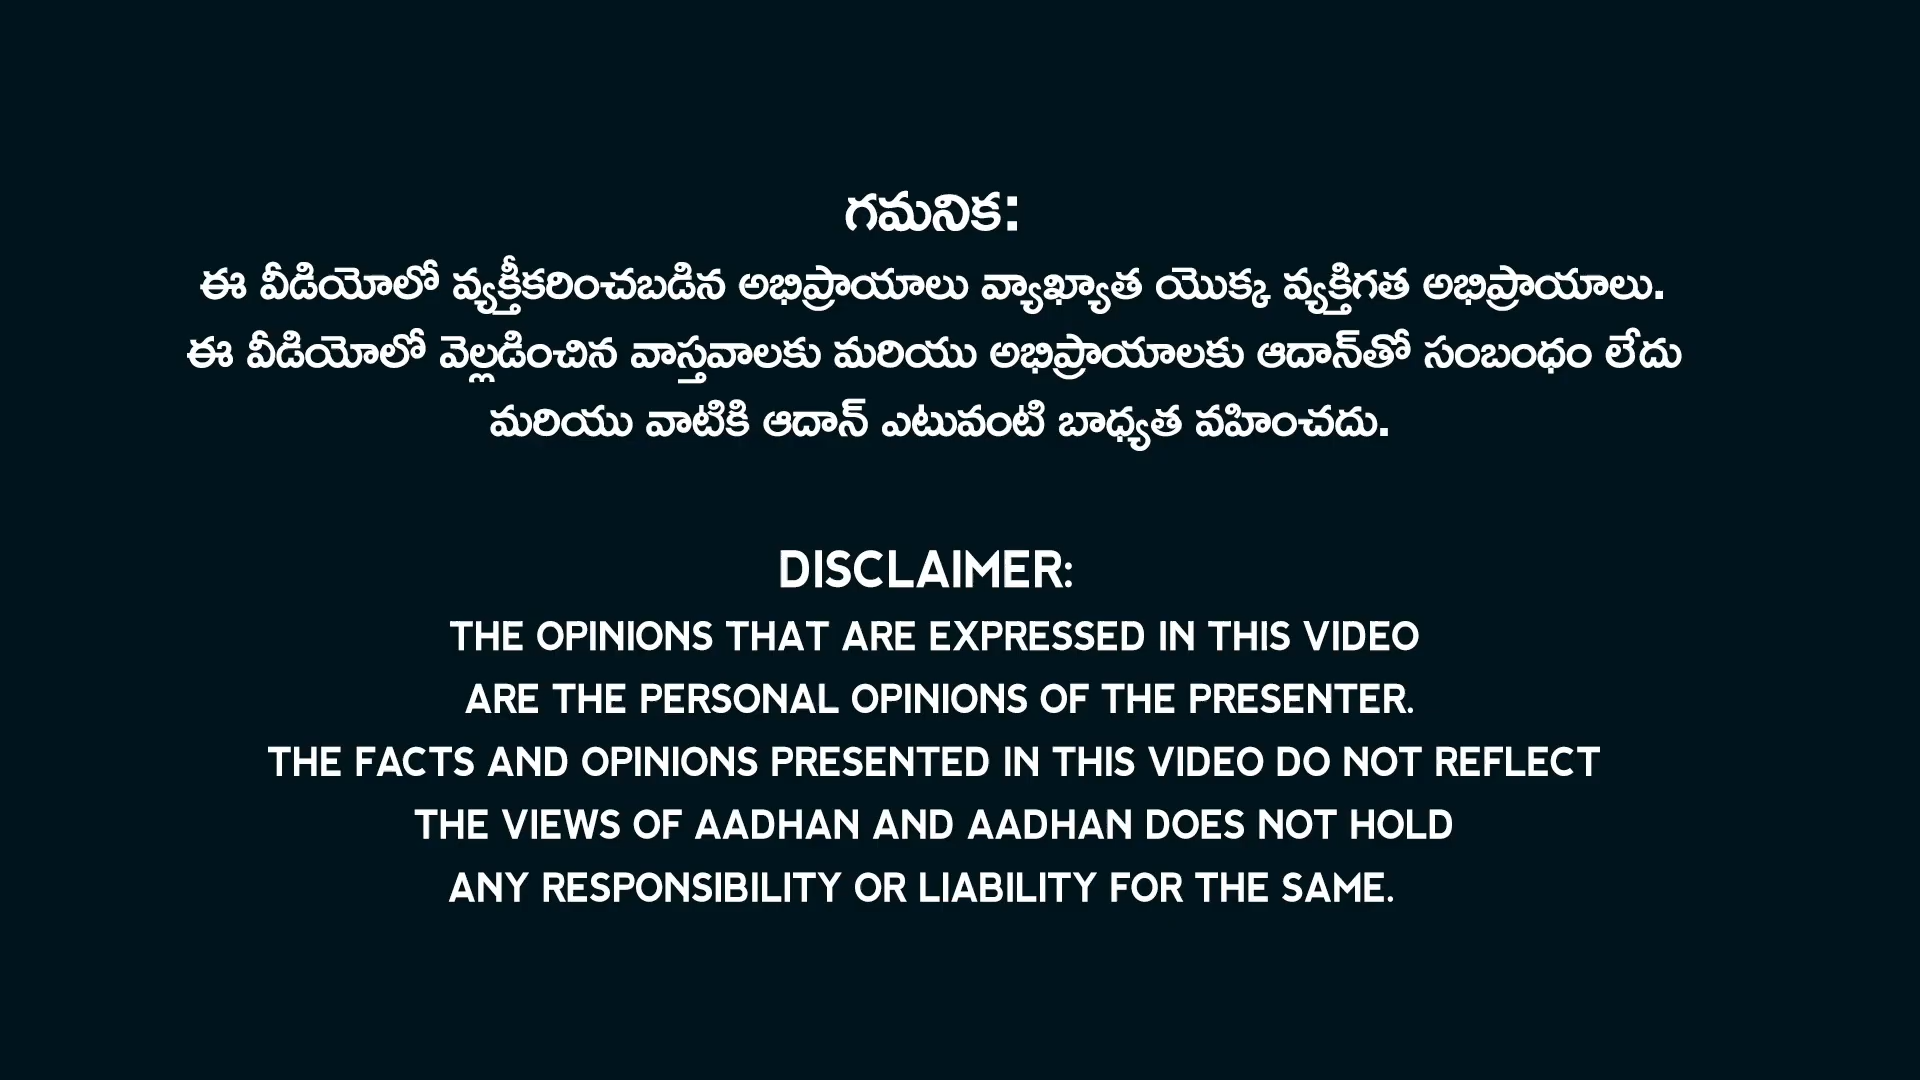 గమనిక:
ఈ వీడియోలో వ్యక్తీకరించబడిన అభిప్రాయాలు వ్యాఖ్యాత యొక్క వ్యక్తిగత అభిప్రాయాలు.
ఈ వీడియోలో వెల్లడించిన వాస్తవాలకు మరియు అభిప్రాయాలకు ఆదాన్‌తో సంబంధం లేదు
మరియు వాటికి ఆదాన్ ఎటువంటి బాధ్యత వహించదు.
DISCLAIMER:
THE OPINIONS THAT ARE EXPRESSED IN THIS VIDEO
ARE THE PERSONAL OPINIONS OF THE PRESENTER.
THE FACTS AND OPINIONS PRESENTED IN THIS VIDEO DO NOT REFLECT
THE VIEWS OF AADHAN AND AADHAN DOES NOT HOLD
ANY RESPONSIBILITY OR LIABILITY FOR THE SAME.